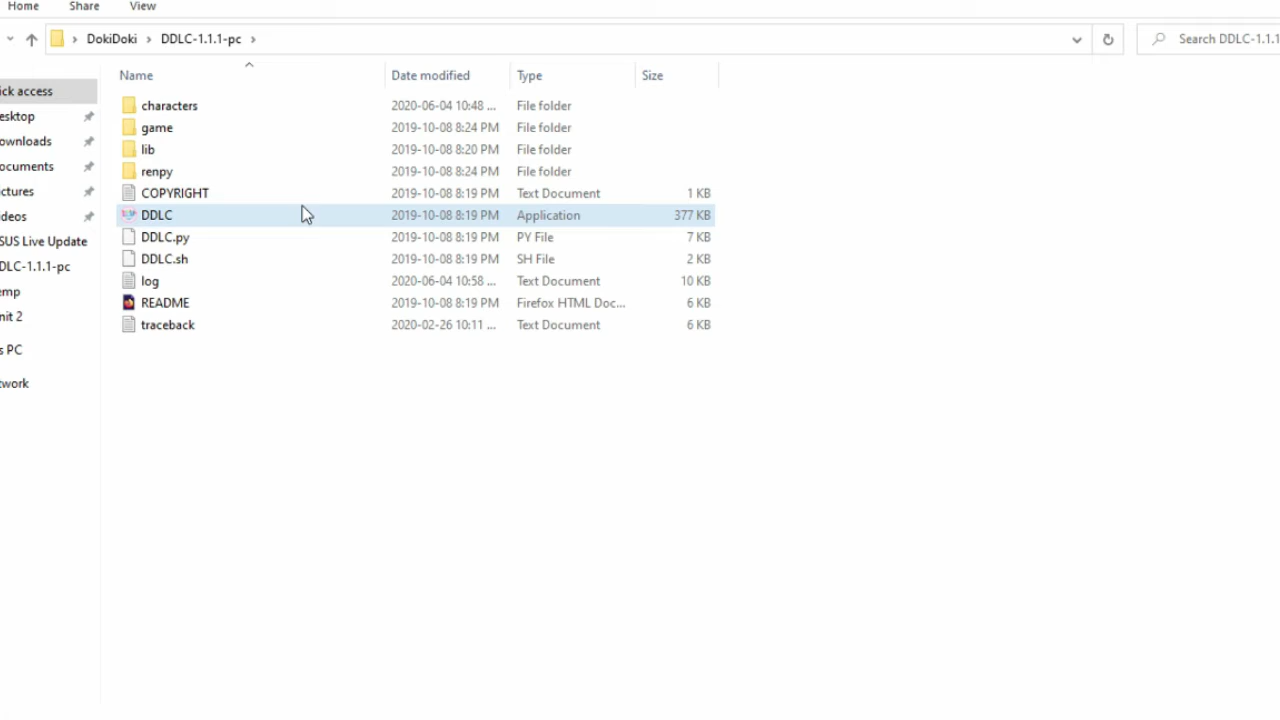 Home Share View
DokiDoki DDLC-1.1.1-pc Search DDLC-1.1.1
Name Date modified Type Size
ick access
esktop
ownloads
ocuments
ictures
ideos
SUS Live Update
DLC-1.1.1-pc
emp
nit 2
s PC
twork
characters 2020-06-04 10:48 ... File folder
game 2019-10-08 8:24 PM File folder
lib 2019-10-08 8:20 PM File folder
renpy 2019-10-08 8:24 PM File folder
COPYRIGHT 2019-10-08 8:19 PM Text Document 1 KB
DDLC 2019-10-08 8:19 PM Application 377 KB
DDLC.py 2019-10-08 8:19 PM PY File 7 KB
DDLC.sh 2019-10-08 8:19 PM SH File 2 KB
log 2020-06-04 10:58 ... Text Document 10 KB
README 2019-10-08 8:19 PM Firefox HTML Doc... 6 KB
traceback 2020-02-26 10:11 ... Text Document 6 KB